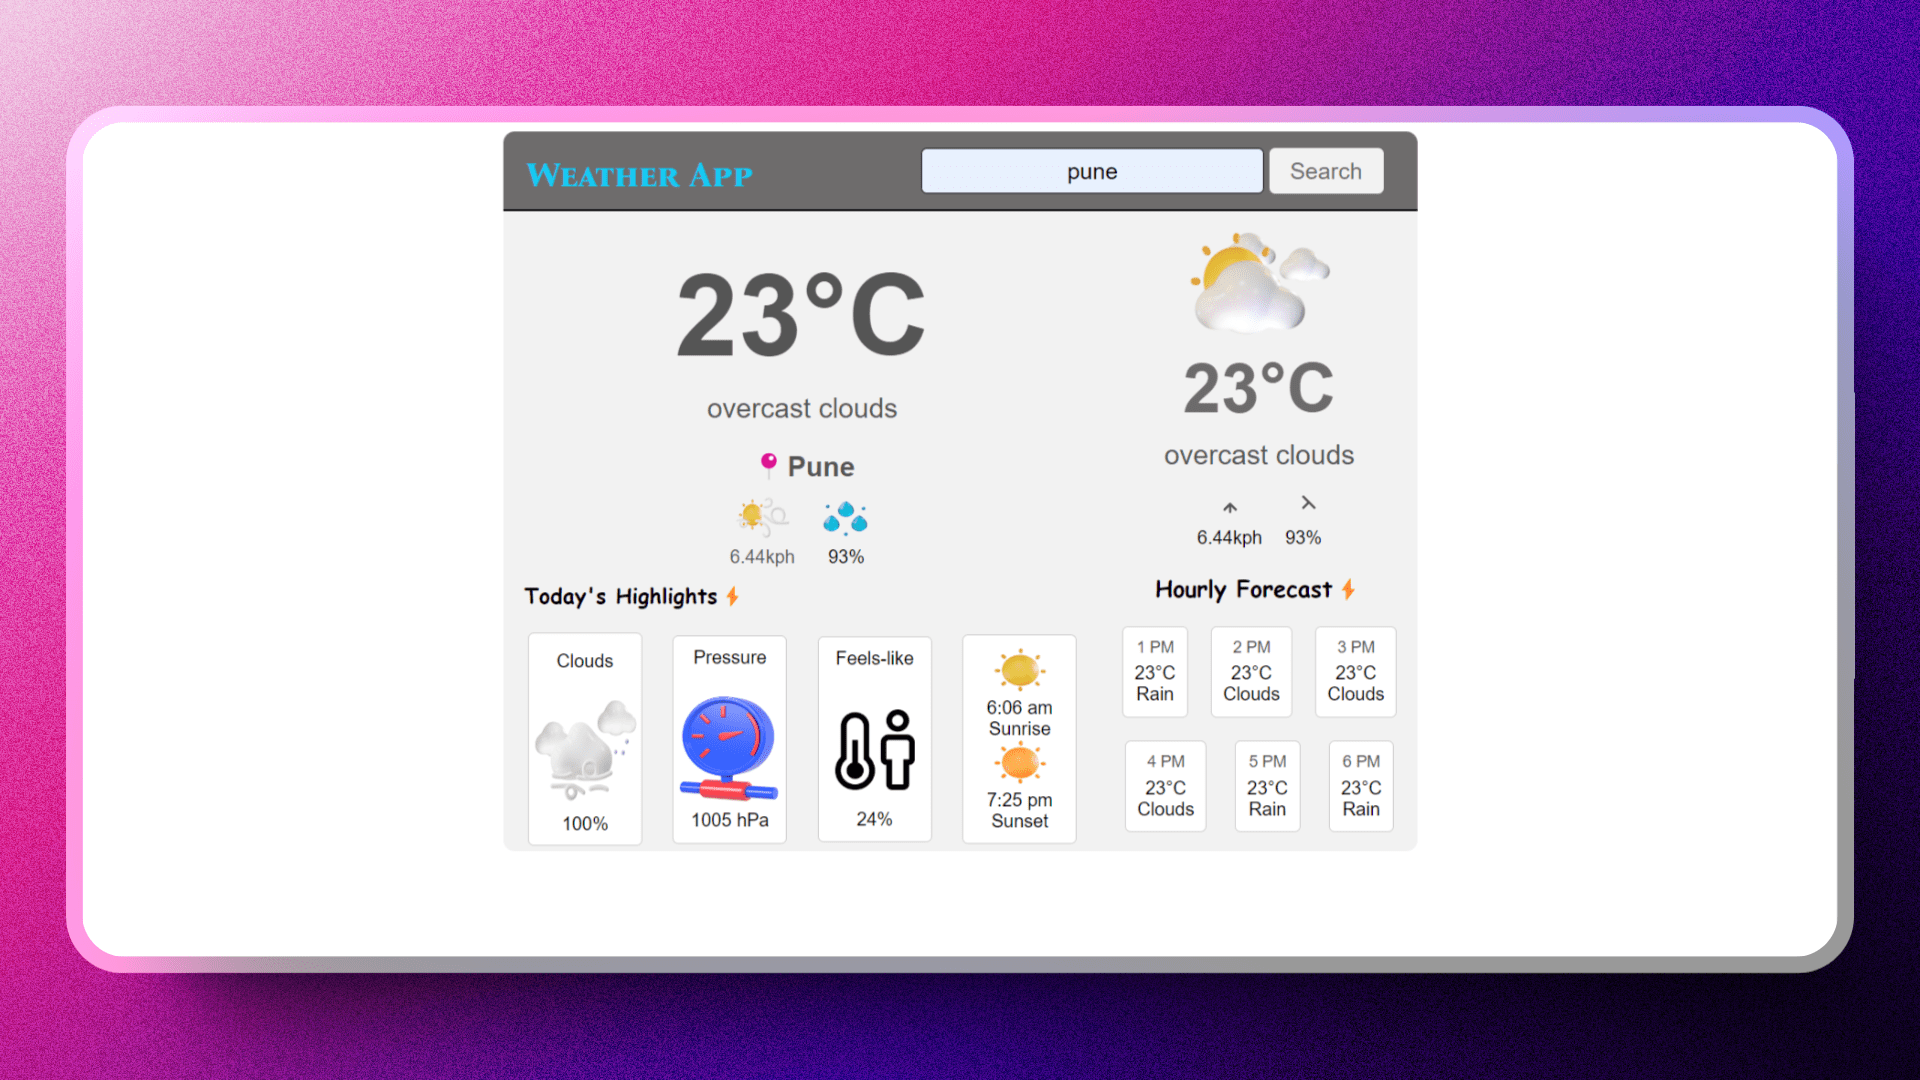 Weather App
pune
Search
23°C
overcast clouds
Pune
6.44kph 93%
23°C
overcast clouds
6.44kph 93%
Today's Highlights
Clouds
100%
Pressure
1005 hPa
Feels-like
24%
6:06 am
Sunrise
7:25 pm
Sunset
Hourly Forecast
1 PM
23°C
Rain
2 PM
23°C
Clouds
3 PM
23°C
Clouds
4 PM
23°C
Clouds
5 PM
23°C
Rain
6 PM
23°C
Rain